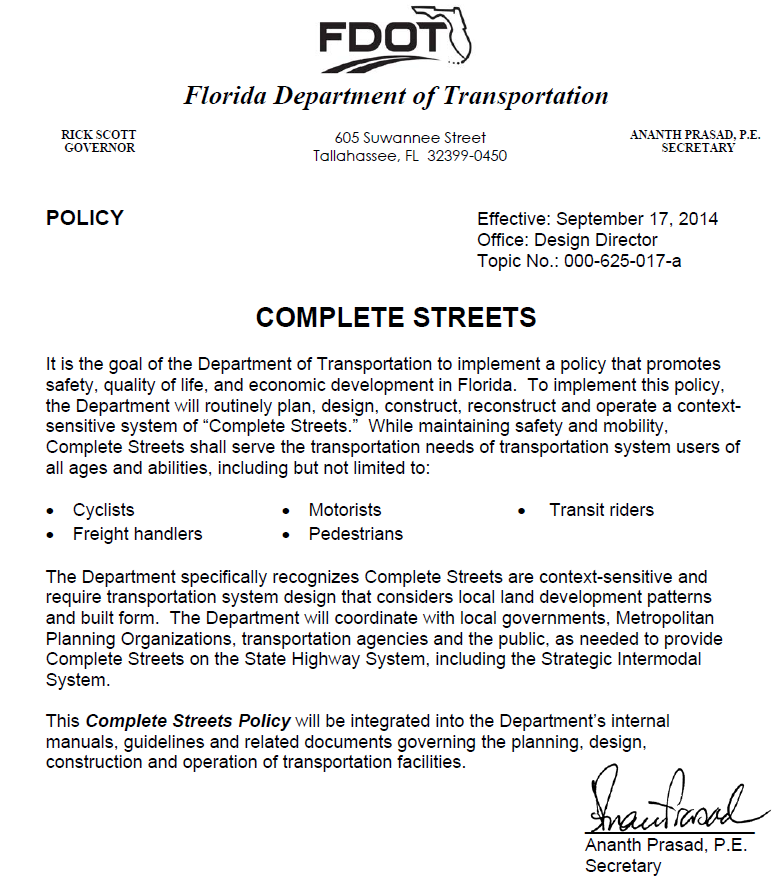 FDOT
Florida Department of Transportation
RICK SCOTT
GOVERNOR
605 Suwannee Street
Tallahassee, FL 32399-0450
ANANTH PRASAD, P.E.
SECRETARY
POLICY
Effective: September 17, 2014
Office: Design Director
Topic No.: 000-625-017-a
COMPLETE STREETS
It is the goal of the Department of Transportation to implement a policy that promotes
safety, quality of life, and economic development in Florida. To implement this policy,
the Department will routinely plan, design, construct, reconstruct and operate a context-
sensitive system of “Complete Streets.” While maintaining safety and mobility,
Complete Streets shall serve the transportation needs of transportation system users of
all ages and abilities, including but not limited to:
• Cyclists • Motorists • Transit riders
• Freight handlers • Pedestrians
The Department specifically recognizes Complete Streets are context-sensitive and
require transportation system design that considers local land development patterns
and built form. The Department will coordinate with local governments, Metropolitan
Planning Organizations, transportation agencies and the public, as needed to provide
Complete Streets on the State Highway System, including the Strategic Intermodal
System.
This Complete Streets Policy will be integrated into the Department’s internal
manuals, guidelines and related documents governing the planning, design,
construction and operation of transportation facilities.
Ananth Prasad
Ananth Prasad, P.E.
Secretary